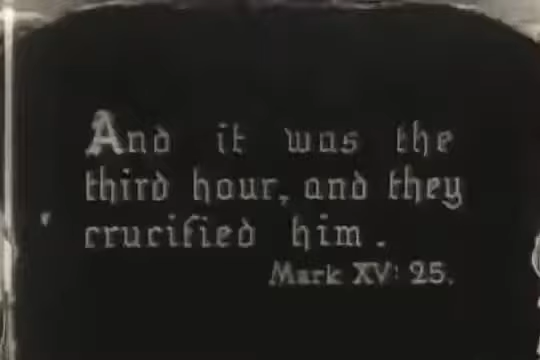 And it was the
third hour, and they
crucified him.
Mark XV: 25.